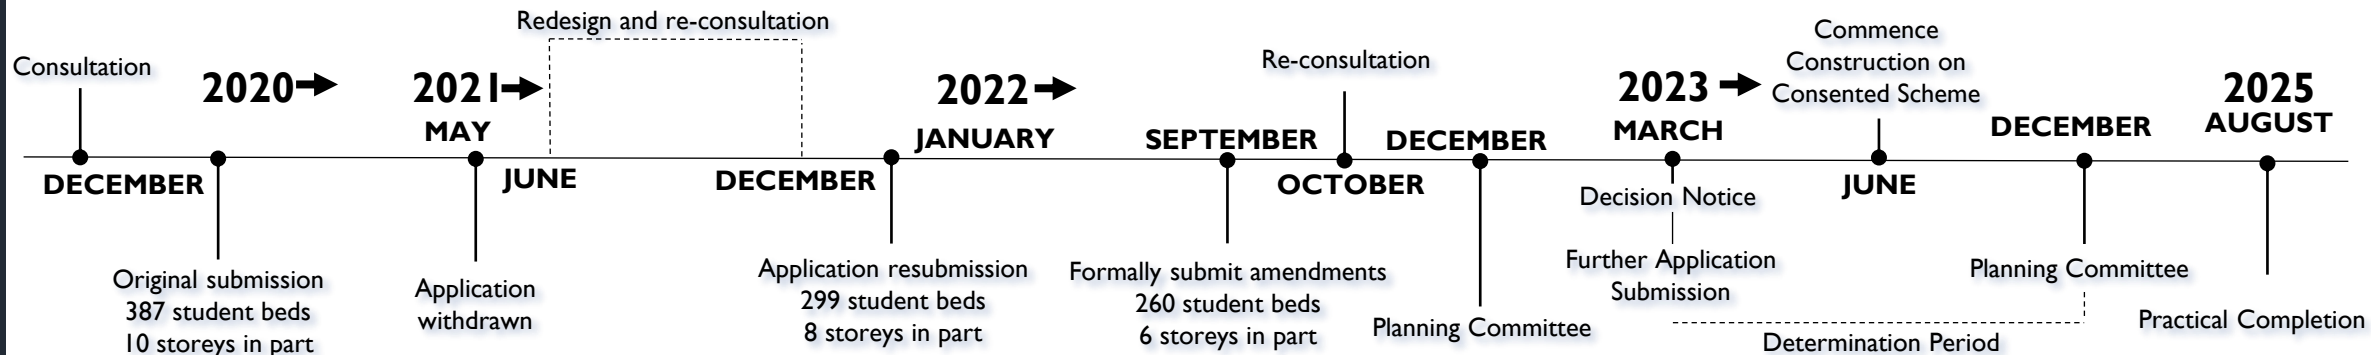 Consultation
DECEMBER
2020
Original submission
387 student beds
10 storeys in part
2021
MAY
Application
withdrawn
Redesign and re-consultation
JUNE
DECEMBER
2022
JANUARY
Application resubmission
299 student beds
8 storeys in part
SEPTEMBER
Formally submit amendments
260 student beds
6 storeys in part
Re-consultation
OCTOBER
DECEMBER
Planning Committee
2023
MARCH
Decision Notice
Further Application
Submission
Commence
Construction on
Consented Scheme
JUNE
DECEMBER
Planning Committee
Determination Period
2025
AUGUST
Practical Completion